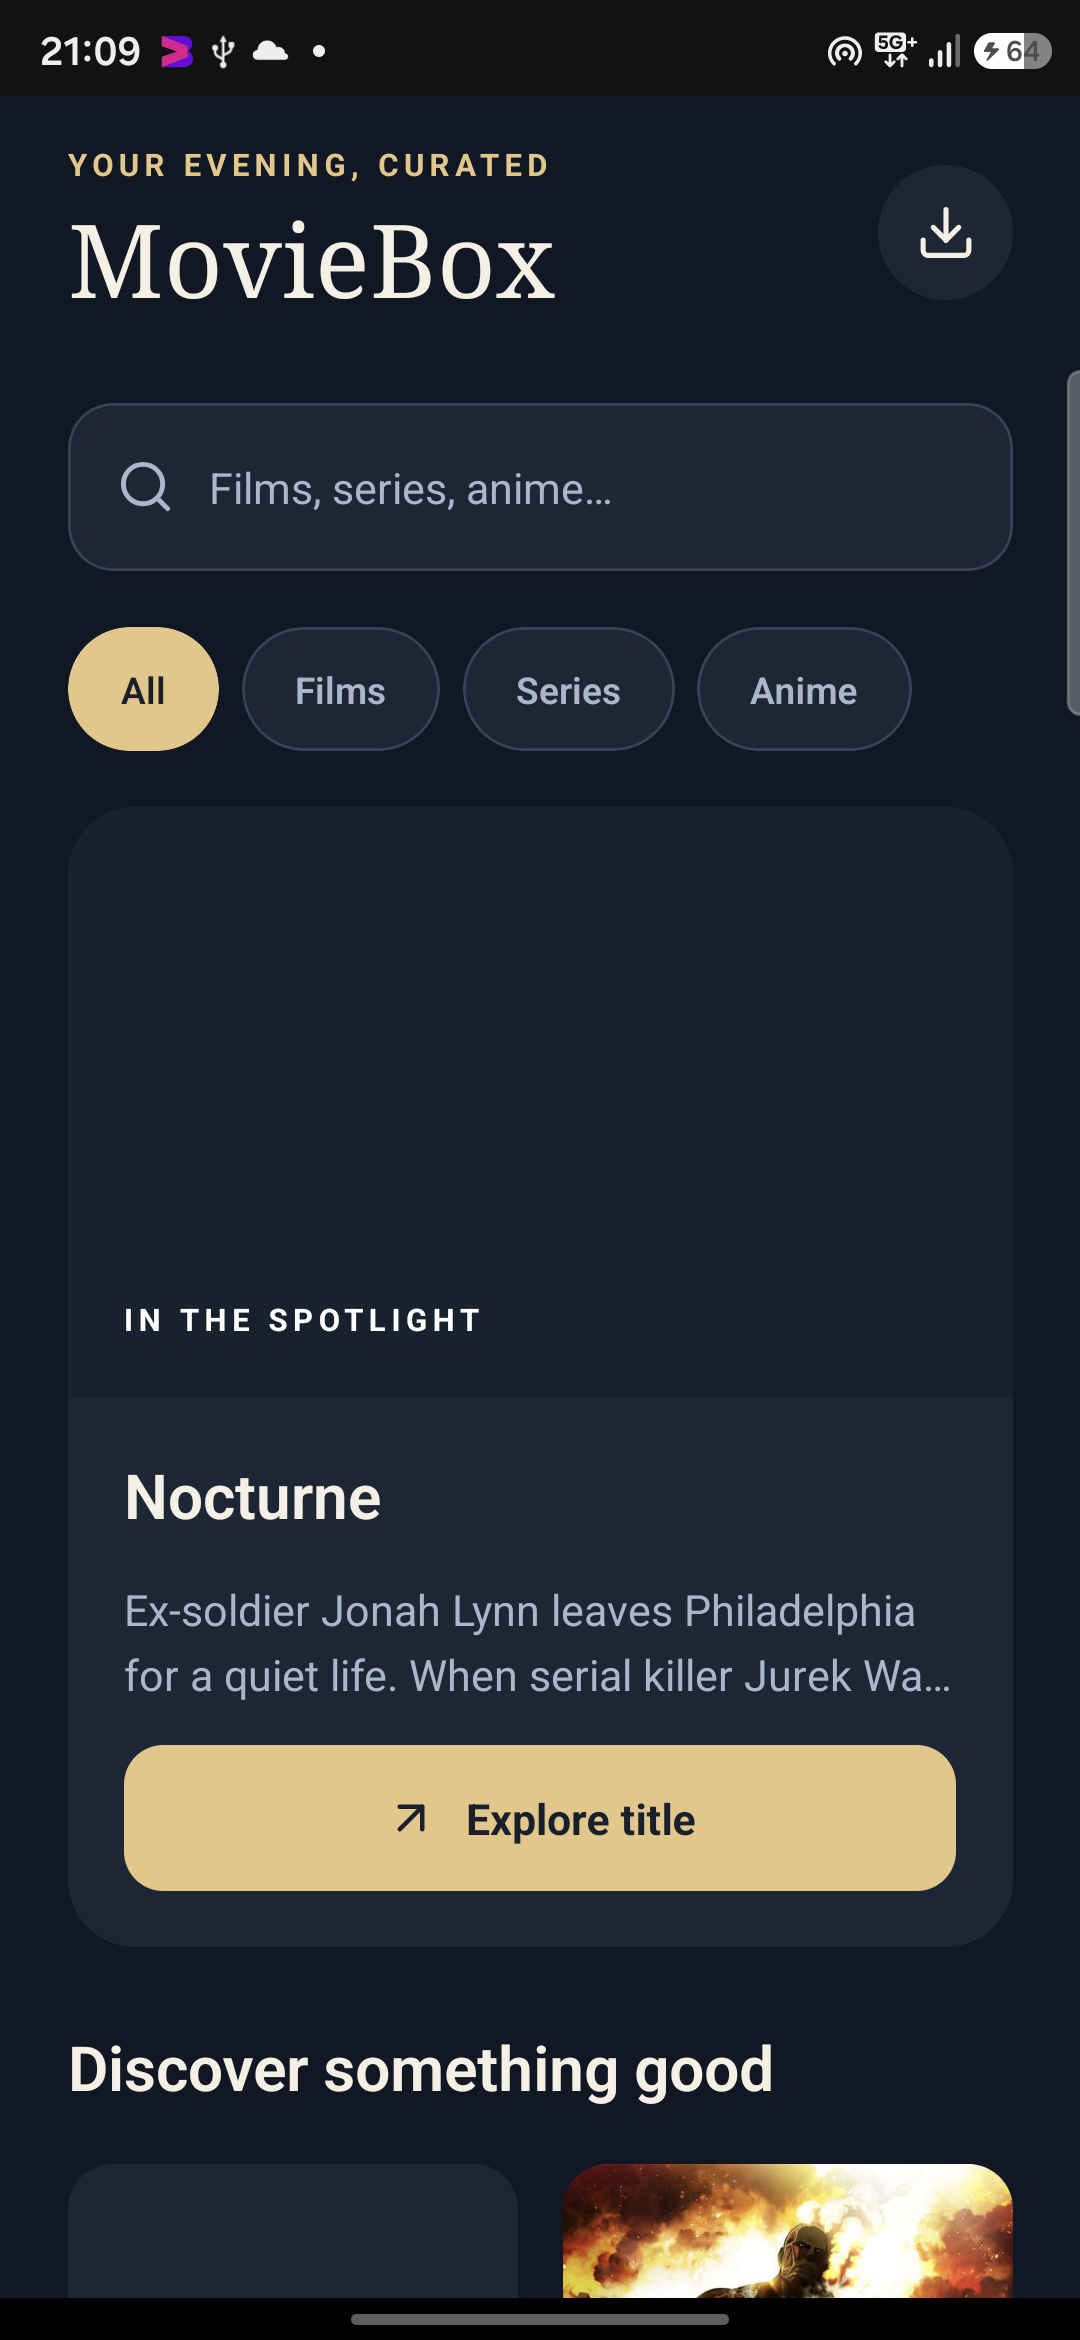 21:09
5G+
64
YOUR EVENING, CURATED
MovieBox
Films, series, anime…
All
Films
Series
Anime
IN THE SPOTLIGHT
Nocturne
Ex-soldier Jonah Lynn leaves Philadelphia
for a quiet life. When serial killer Jurek Wa…
Explore title
Discover something good